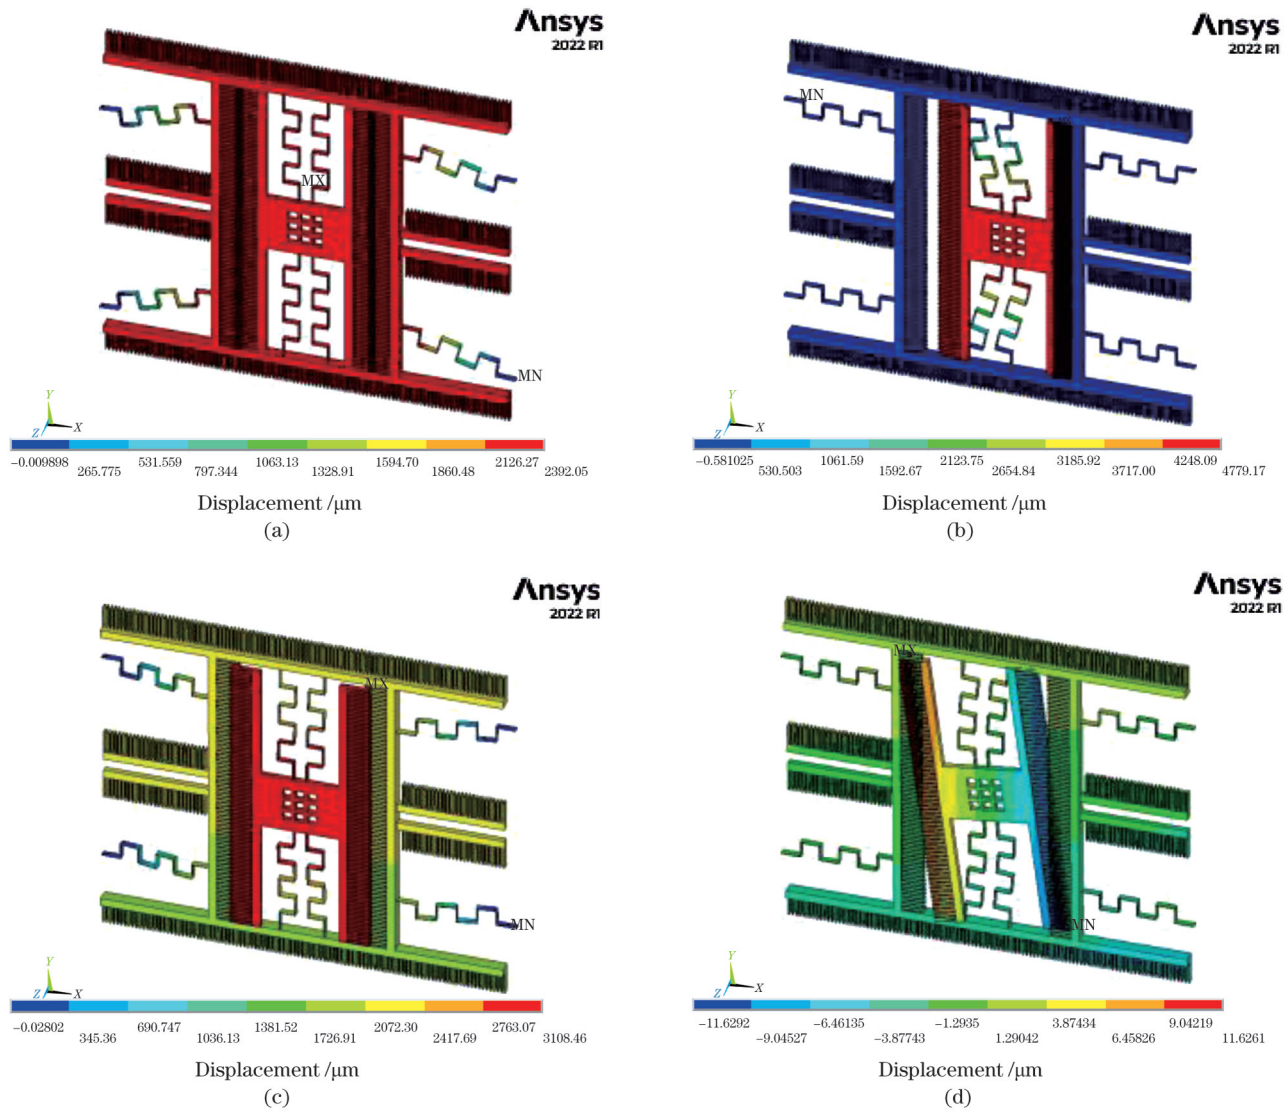 Ansys
2022 R1
MX
MN
Y
Z
X
−0.009898 531.559 1063.13 1594.70 2126.27
265.775 797.344 1328.91 1860.48 2392.05
Displacement /μm
(a)
Ansys
2022 R1
MN
Y
Z
X
−0.581025 1061.59 2123.75 3185.92 4248.09
530.503 1592.67 2654.84 3717.00 4779.17
Displacement /μm
(b)
Ansys
2022 R1
MX
MN
Y
Z
X
−0.02802 690.747 1381.52 2072.30 2763.07
345.36 1036.13 1726.91 2417.69 3108.46
Displacement /μm
(c)
Ansys
2022 R1
MX
MN
Y
Z
X
−11.6292 −6.46135 −1.2935 3.87434 9.04219
−9.04527 −3.87743 1.29042 6.45826 11.6261
Displacement /μm
(d)